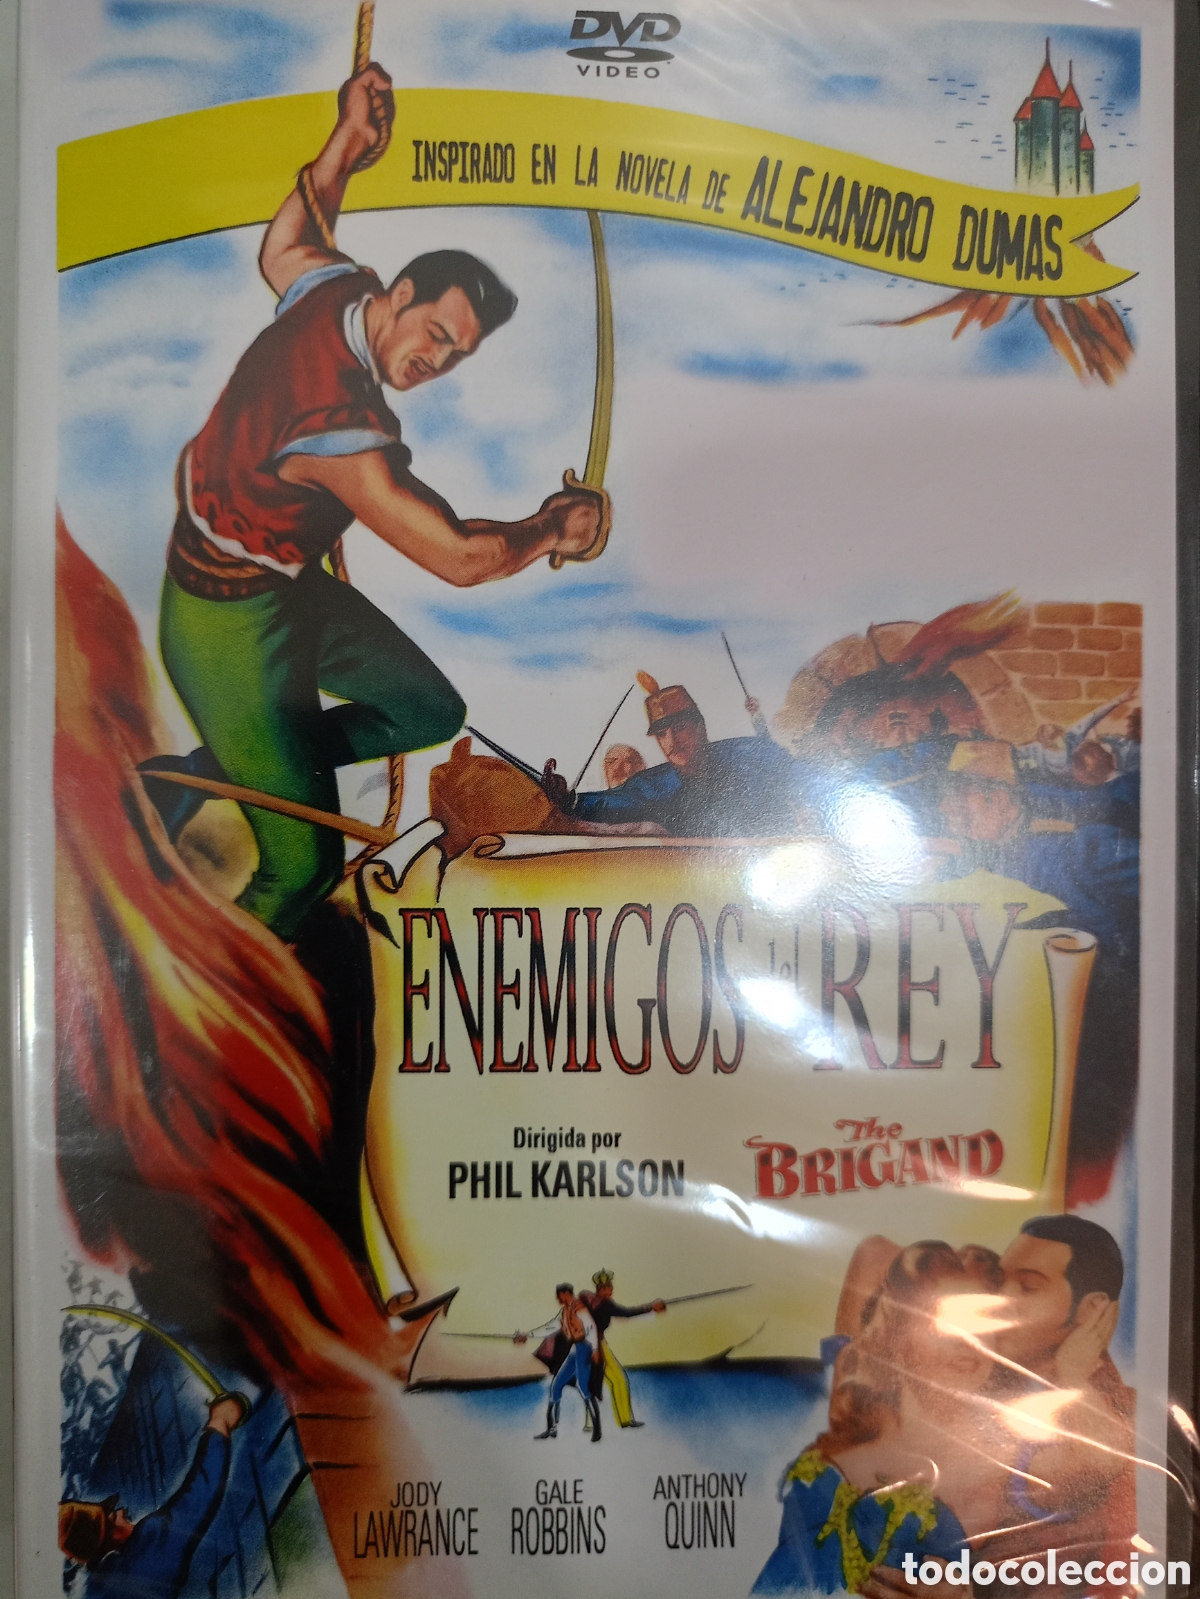 DVD
VIDEO
INSPIRADO EN LA NOVELA DE ALEJANDRO DUMAS
ENEMIGOS del REY
Dirigida por
PHIL KARLSON
The
BRIGAND
JODY
LAWRANCE
GALE
ROBBINS
ANTHONY
QUINN
todocoleccion